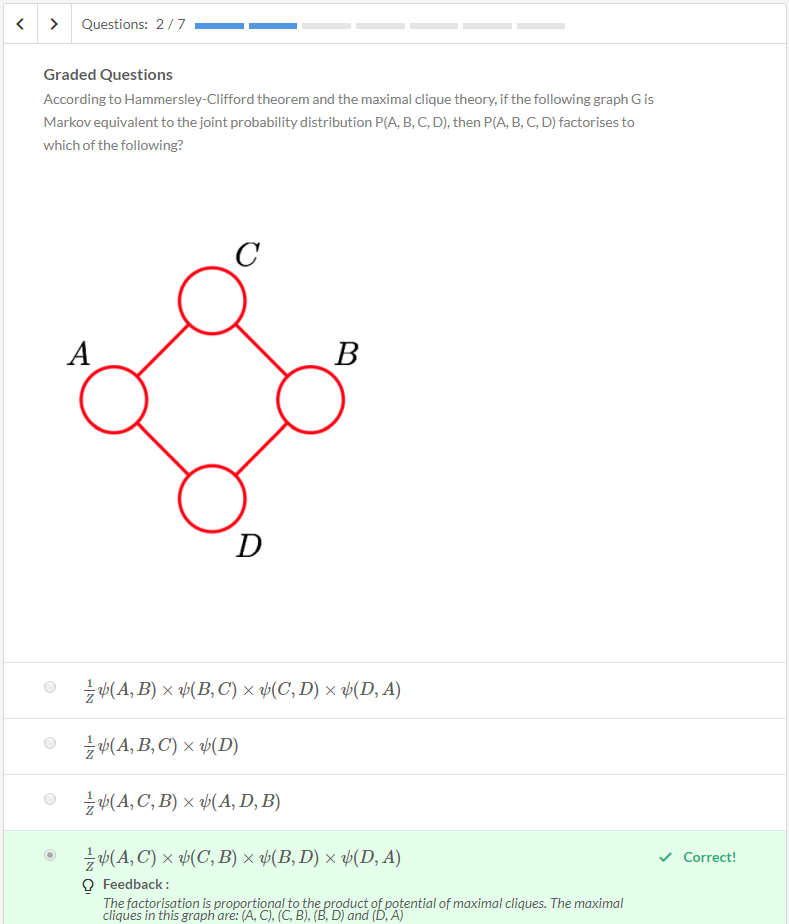 Questions: 2 / 7
Graded Questions
According to Hammersley-Clifford theorem and the maximal clique theory, if the following graph G is
Markov equivalent to the joint probability distribution P(A, B, C, D), then P(A, B, C, D) factorises to
which of the following?
C
A
B
D
1/Z ψ(A, B) × ψ(B, C) × ψ(C, D) × ψ(D, A)
1/Z ψ(A, B, C) × ψ(D)
1/Z ψ(A, C, B) × ψ(A, D, B)
1/Z ψ(A, C) × ψ(C, B) × ψ(B, D) × ψ(D, A)
Correct!
Feedback :
The factorisation is proportional to the product of potential of maximal cliques. The maximal
cliques in this graph are: (A, C), (C, B), (B, D) and (D, A)